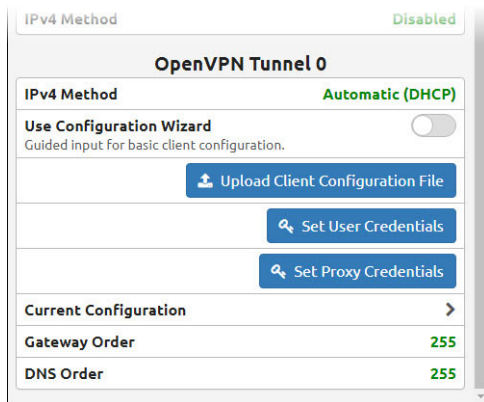 IPv4 Method Disabled
OpenVPN Tunnel 0
IPv4 Method Automatic (DHCP)
Use Configuration Wizard
Guided input for basic client configuration.
Upload Client Configuration File
Set User Credentials
Set Proxy Credentials
Current Configuration
Gateway Order 255
DNS Order 255